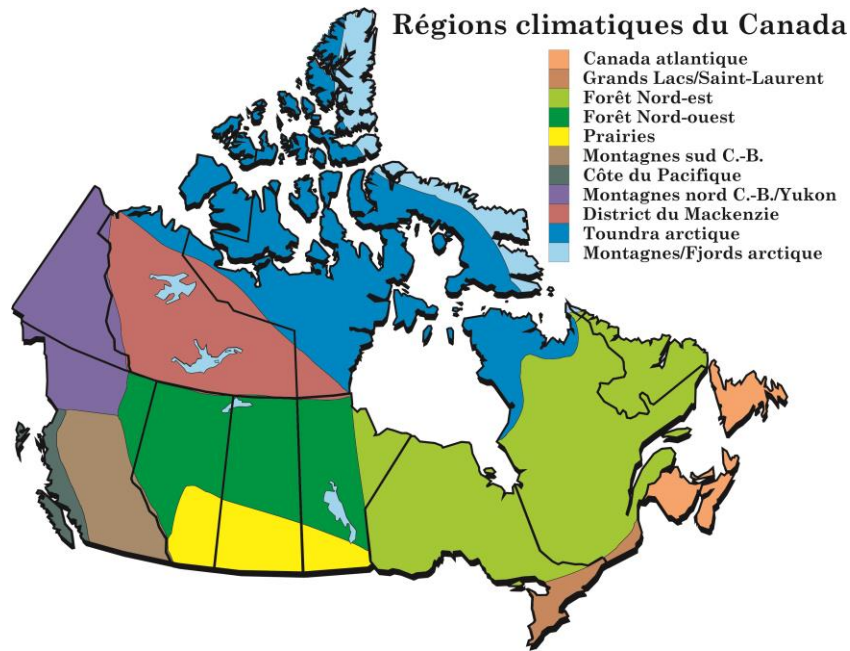 Régions climatiques du Canada
Canada atlantique
Grands Lacs/Saint-Laurent
Forêt Nord-est
Forêt Nord-ouest
Prairies
Montagnes sud C.-B.
Côte du Pacifique
Montagnes nord C.-B./Yukon
District du Mackenzie
Toundra arctique
Montagnes/Fjords arctique